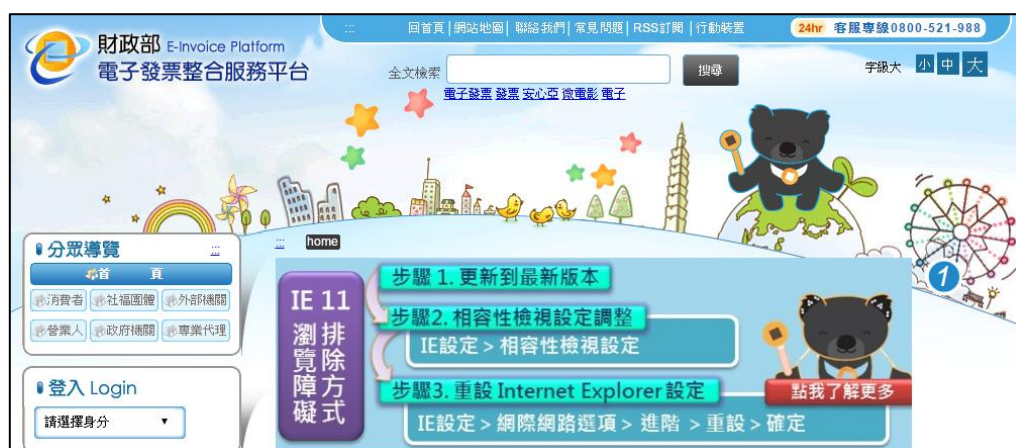 :::
回首頁|網站地圖|聯絡我們|常見問題|RSS訂閱|行動裝置
24hr 客服專線0800-521-988
財政部 E-Invoice Platform
電子發票整合服務平台
全文檢索
搜尋
字級大 小 中 大
電子發票 發票 安心亞 微電影 電子
分眾導覽
:::
首 頁
消費者 社福團體 外部機關
營業人 政府機關 專業代理
登入 Login
請選擇身分
:::
home
IE 11
瀏覽障礙
排除方式
步驟 1. 更新到最新版本
步驟2. 相容性檢視設定調整
IE設定 > 相容性檢視設定
步驟3. 重設 Internet Explorer 設定
IE設定 > 網際網路選項 > 進階 > 重設 > 確定
點我了解更多
1